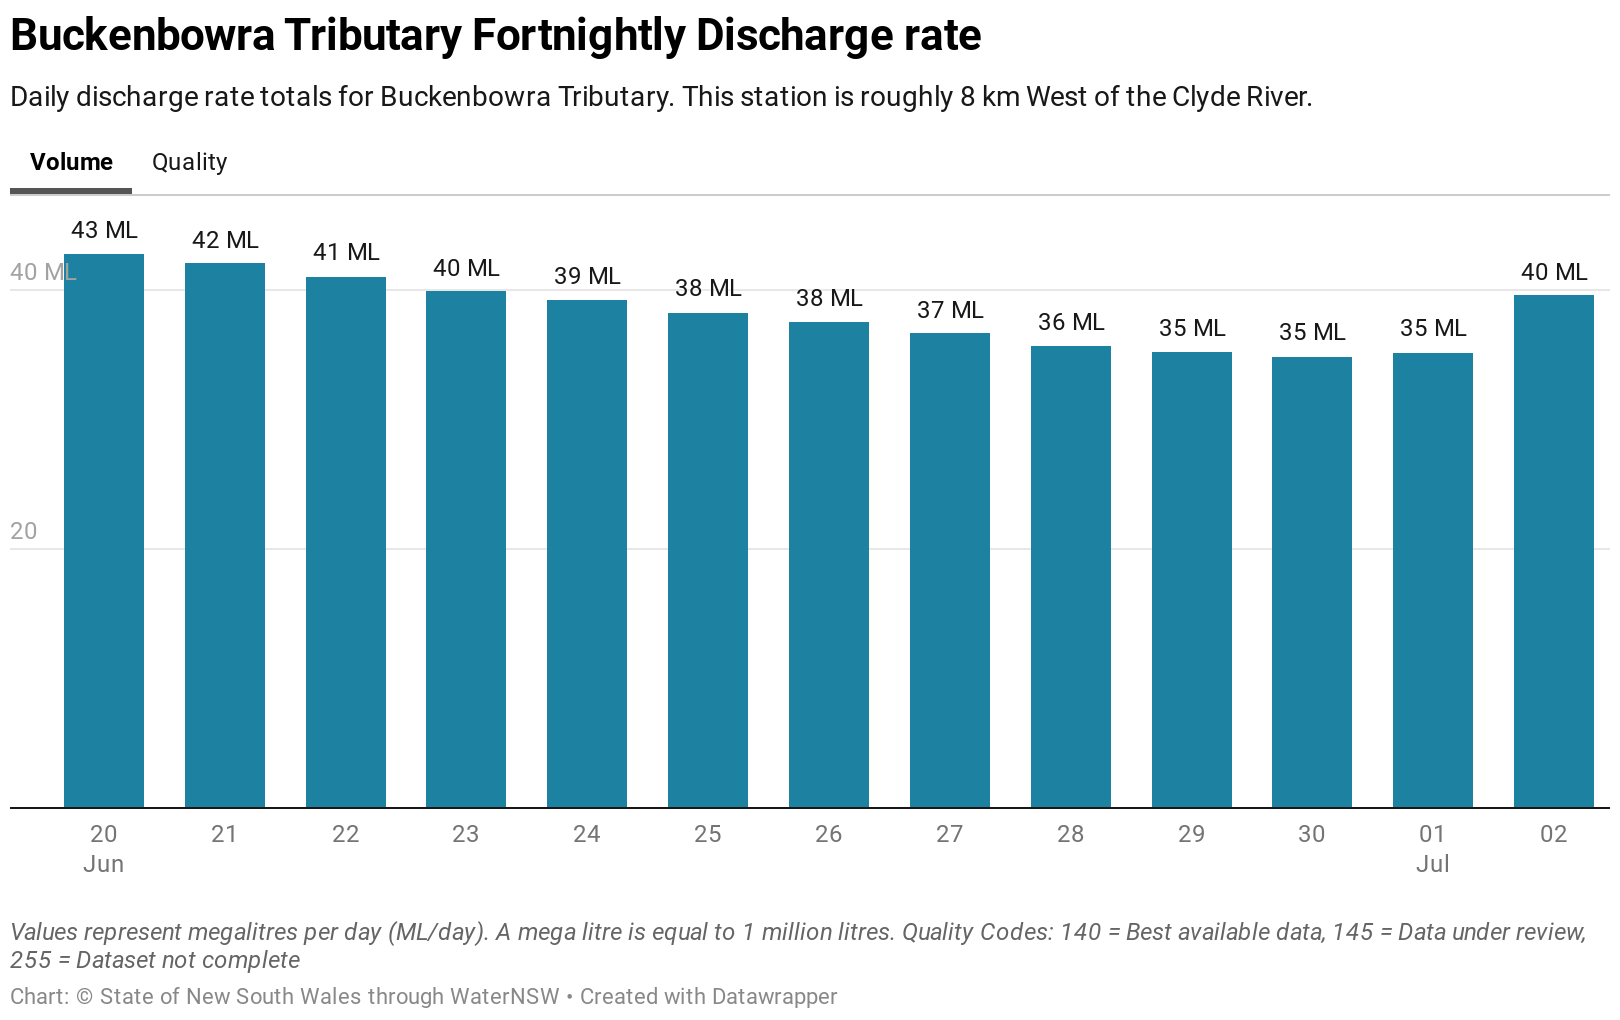 Buckenbowra Tributary Fortnightly Discharge rate
Daily discharge rate totals for Buckenbowra Tributary. This station is roughly 8 km West of the Clyde River.
Volume Quality
43 ML 42 ML 41 ML 40 ML 39 ML 38 ML 38 ML 37 ML 36 ML 35 ML 35 ML 35 ML 40 ML
40 ML
20
20 21 22 23 24 25 26 27 28 29 30 01 02
Jun Jul
Values represent megalitres per day (ML/day). A mega litre is equal to 1 million litres. Quality Codes: 140 = Best available data, 145 = Data under review,
255 = Dataset not complete
Chart: © State of New South Wales through WaterNSW • Created with Datawrapper